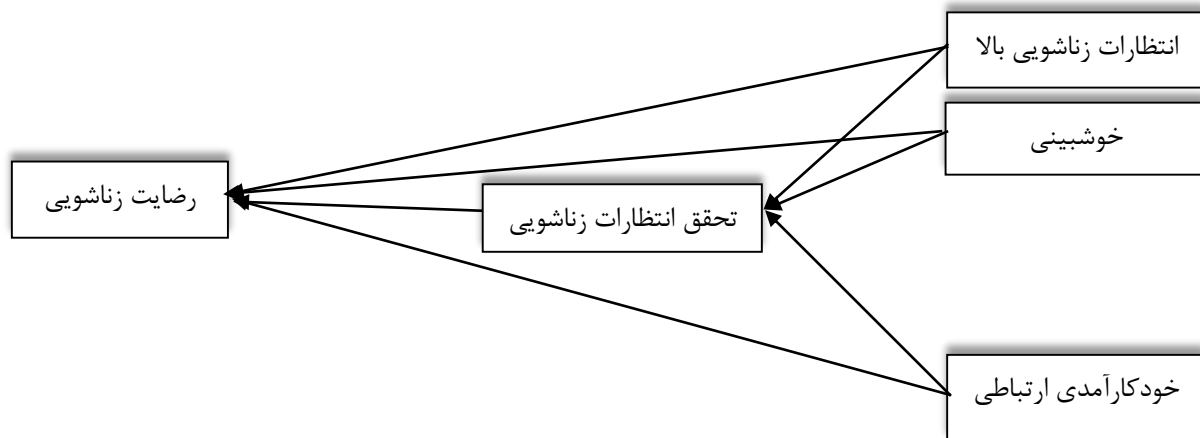 انتظارات زناشویی بالا
خوشبینی
رضایت زناشویی
تحقق انتظارات زناشویی
خودکارآمدی ارتباطی